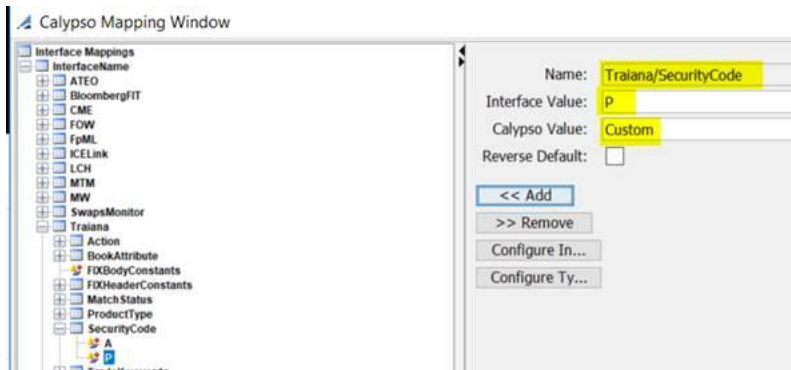 Calypso Mapping Window
Interface Mappings
InterfaceName
ATEO
BloombergFIT
CME
FOW
FpML
ICELink
LCH
MTM
MW
SwapsMonitor
Traiana
Action
BookAttribute
FIXBodyConstants
FIXHeaderConstants
MatchStatus
ProductType
SecurityCode
A
P
Name: Traiana/SecurityCode
Interface Value: P
Calypso Value: Custom
Reverse Default:
<< Add
>> Remove
Configure In...
Configure Ty...